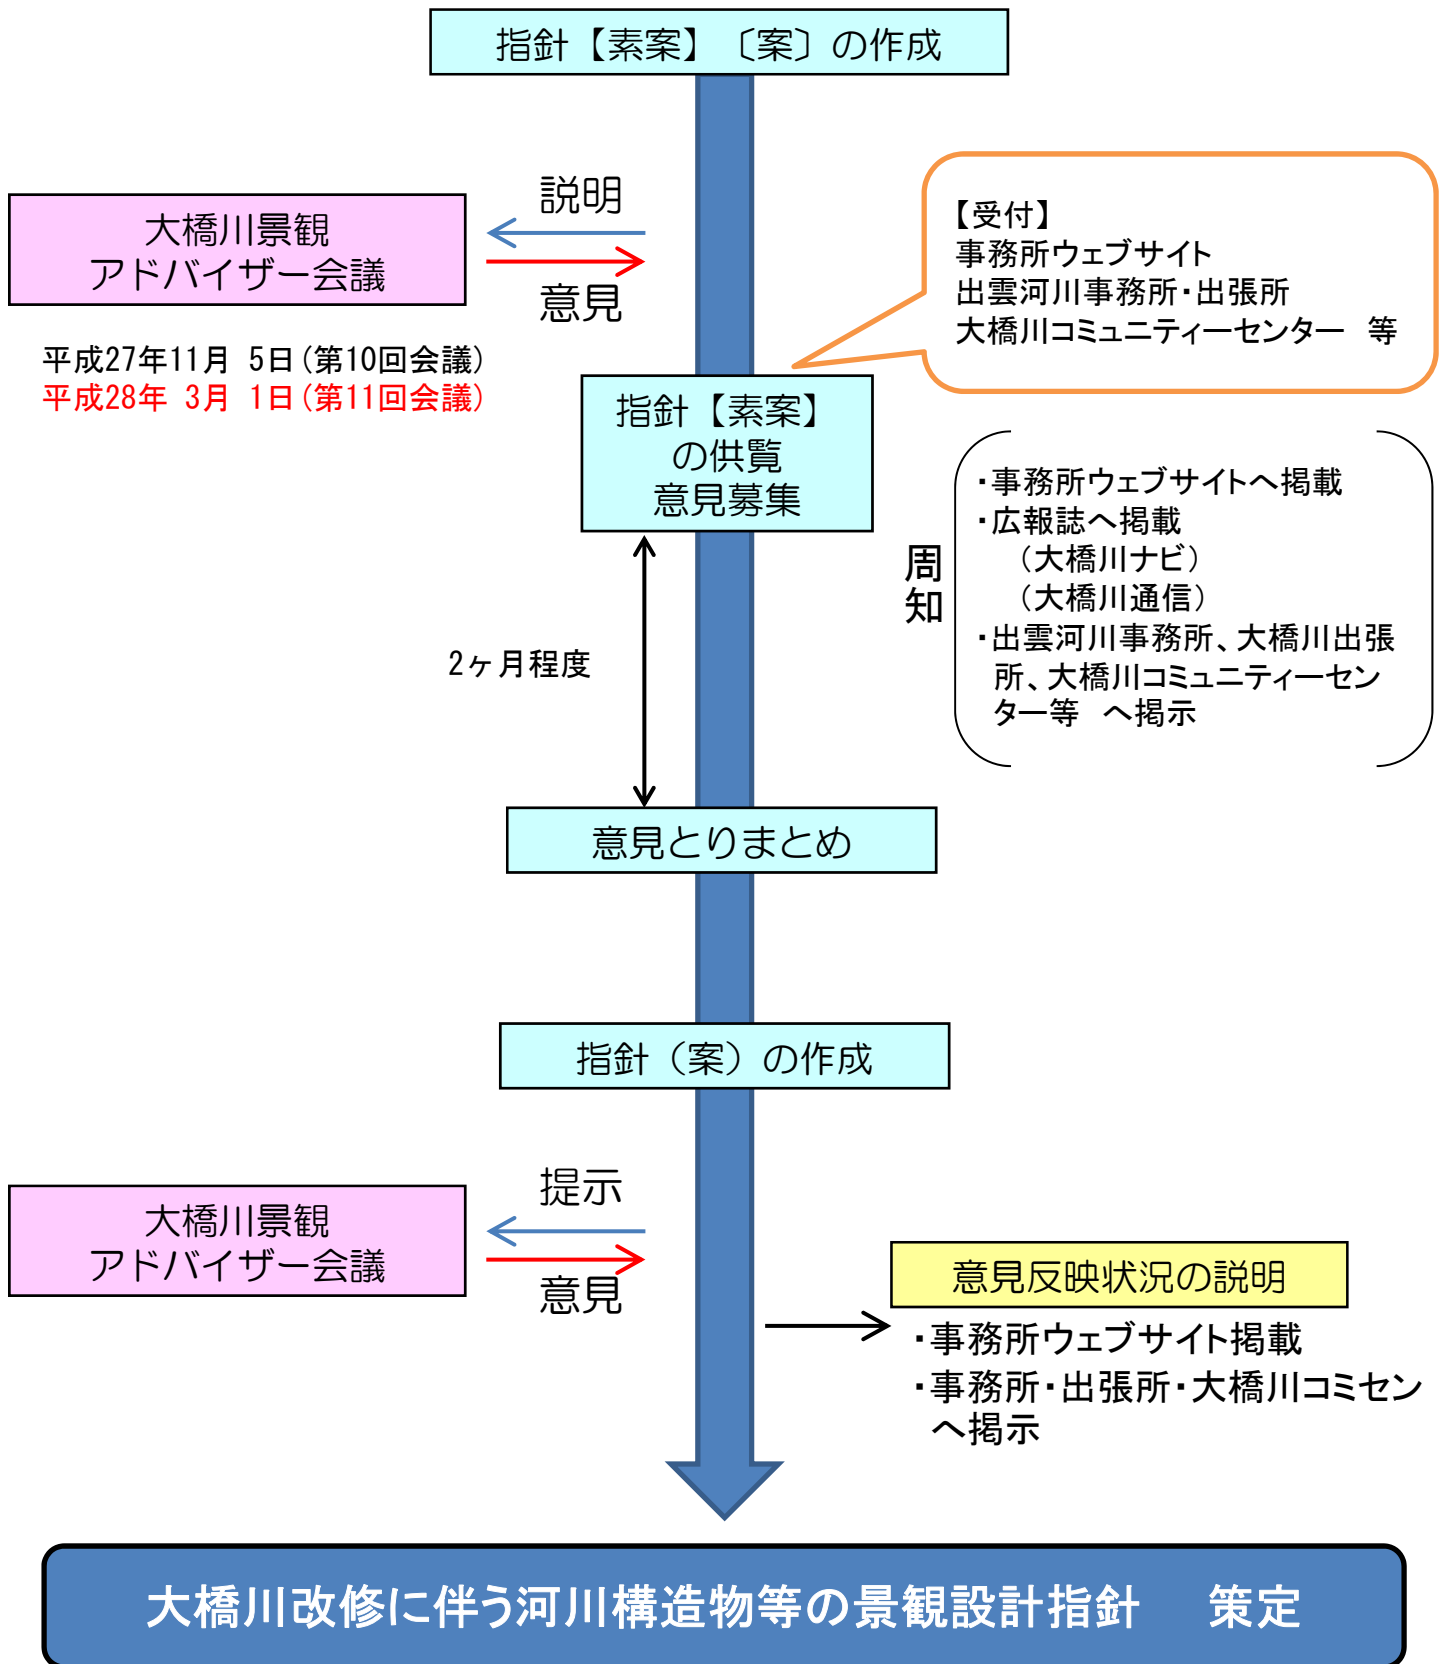 指針【素案】〔案〕の作成
説明
大橋川景観
アドバイザー会議
意見
平成27年11月 5日(第10回会議)
平成28年 3月 1日(第11回会議)
【受付】
事務所ウェブサイト
出雲河川事務所・出張所
大橋川コミュニティーセンター 等
指針【素案】
の供覧
意見募集
周知
・事務所ウェブサイトへ掲載
・広報誌へ掲載
（大橋川ナビ）
（大橋川通信）
・出雲河川事務所、大橋川出張
所、大橋川コミュニティーセン
ター等 へ掲示
2ヶ月程度
意見とりまとめ
指針（案）の作成
提示
大橋川景観
アドバイザー会議
意見
意見反映状況の説明
・事務所ウェブサイト掲載
・事務所・出張所・大橋川コミセン
へ掲示
大橋川改修に伴う河川構造物等の景観設計指針 策定